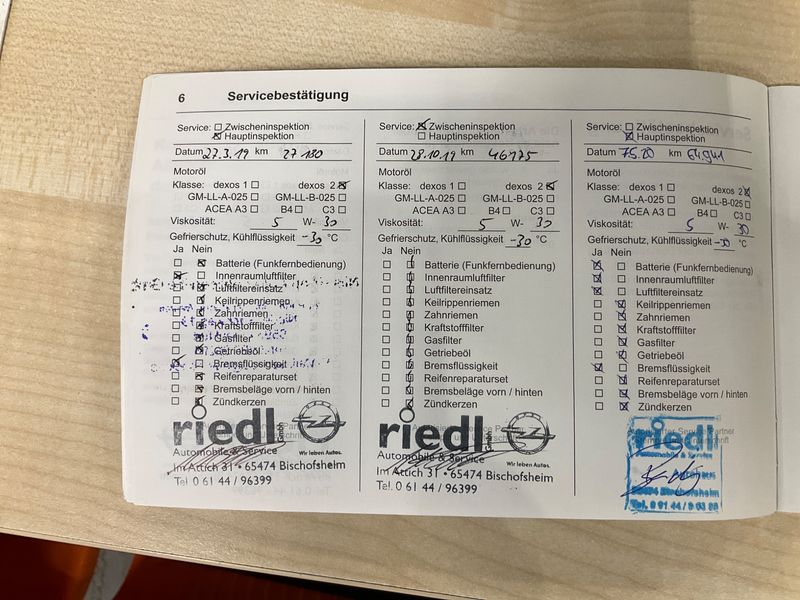 6 Servicebestätigung
Service: Zwischeninspektion
Hauptinspektion
Datum 27.3.19 km 27 180
Motoröl
Klasse: dexos 1 dexos 2
GM-LL-A-025 GM-LL-B-025
ACEA A3 B4 C3
Viskosität: 5 W- 30
Gefrierschutz, Kühlflüssigkeit -30 °C
Ja Nein
Batterie (Funkfernbedienung)
Innenraumluftfilter
Luftfiltereinsatz
Keilrippenriemen
Zahnriemen
Kraftstofffilter
Gasfilter
Getriebeöl
Bremsflüssigkeit
Reifenreparaturset
Bremsbeläge vorn / hinten
Zündkerzen
riedl
Wir leben Autos.
Automobile & Service
Im Attich 31 • 65474 Bischofsheim
Tel. 0 61 44 / 96399
Service: Zwischeninspektion
Hauptinspektion
Datum 28.10.19 km 46175
Motoröl
Klasse: dexos 1 dexos 2
GM-LL-A-025 GM-LL-B-025
ACEA A3 B4 C3
Viskosität: 5 W- 30
Gefrierschutz, Kühlflüssigkeit -30 °C
Ja Nein
Batterie (Funkfernbedienung)
Innenraumluftfilter
Luftfiltereinsatz
Keilrippenriemen
Zahnriemen
Kraftstofffilter
Gasfilter
Getriebeöl
Bremsflüssigkeit
Reifenreparaturset
Bremsbeläge vorn / hinten
Zündkerzen
riedl
Wir leben Autos.
Automobile & Service
Im Attich 31 • 65474 Bischofsheim
Tel. 0 61 44 / 96399
Service: Zwischeninspektion
Hauptinspektion
Datum km
Motoröl
Klasse: dexos 1 dexos 2
GM-LL-A-025 GM-LL-B-025
ACEA A3 B4 C3
Viskosität: 5 W- 30
Gefrierschutz, Kühlflüssigkeit -30 °C
Ja Nein
Batterie (Funkfernbedienung)
Innenraumluftfilter
Luftfiltereinsatz
Keilrippenriemen
Zahnriemen
Kraftstofffilter
Gasfilter
Getriebeöl
Bremsflüssigkeit
Reifenreparaturset
Bremsbeläge vorn / hinten
Zündkerzen
riedl
Automobile & Service
65474 Bischofsheim